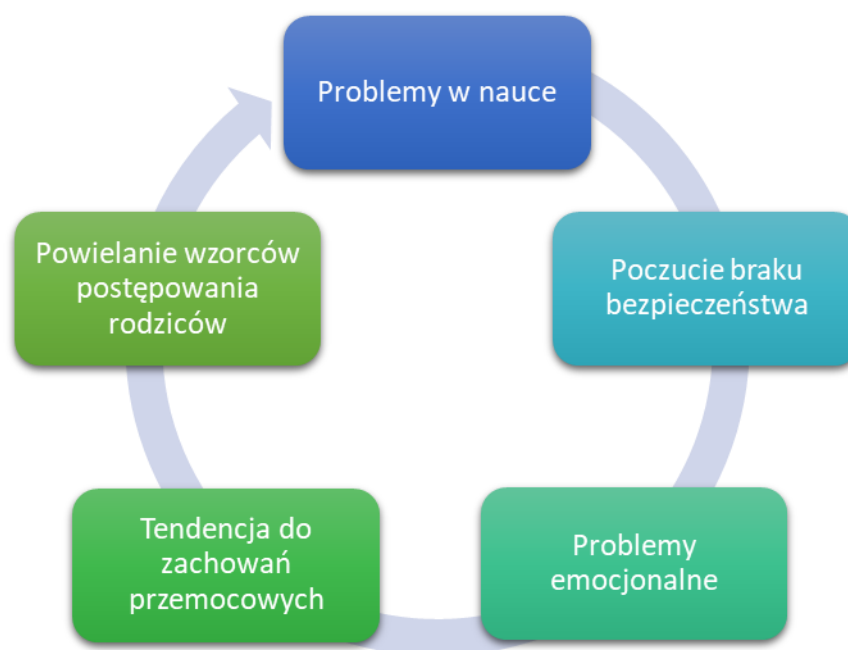 Problemy w nauce
Poczucie braku
bezpieczeństwa
Problemy
emocjonalne
Tendencja do
zachowań
przemocowych
Powielanie wzorców
postępowania
rodziców